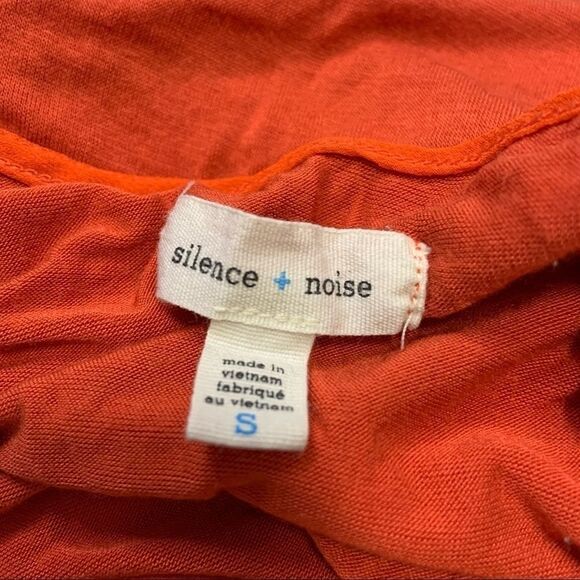 silence + noise
made in
vietnam
fabriqué
au vietnam
S